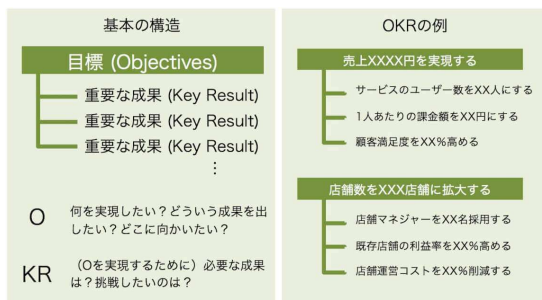 基本の構造
目標 (Objectives)
重要な成果 (Key Result)
重要な成果 (Key Result)
重要な成果 (Key Result)
⋮
O
何を実現したい？どういう成果を出
したい？どこに向かいたい？
KR
（Oを実現するために）必要な成果
は？挑戦したいのは？
OKRの例
売上XXXX円を実現する
サービスのユーザー数をXX人にする
1人あたりの課金額をXX円にする
顧客満足度をXX%高める
店舗数をXXX店舗に拡大する
店舗マネジャーをXX名採用する
既存店舗の利益率をXX%高める
店舗運営コストをXX%削減する